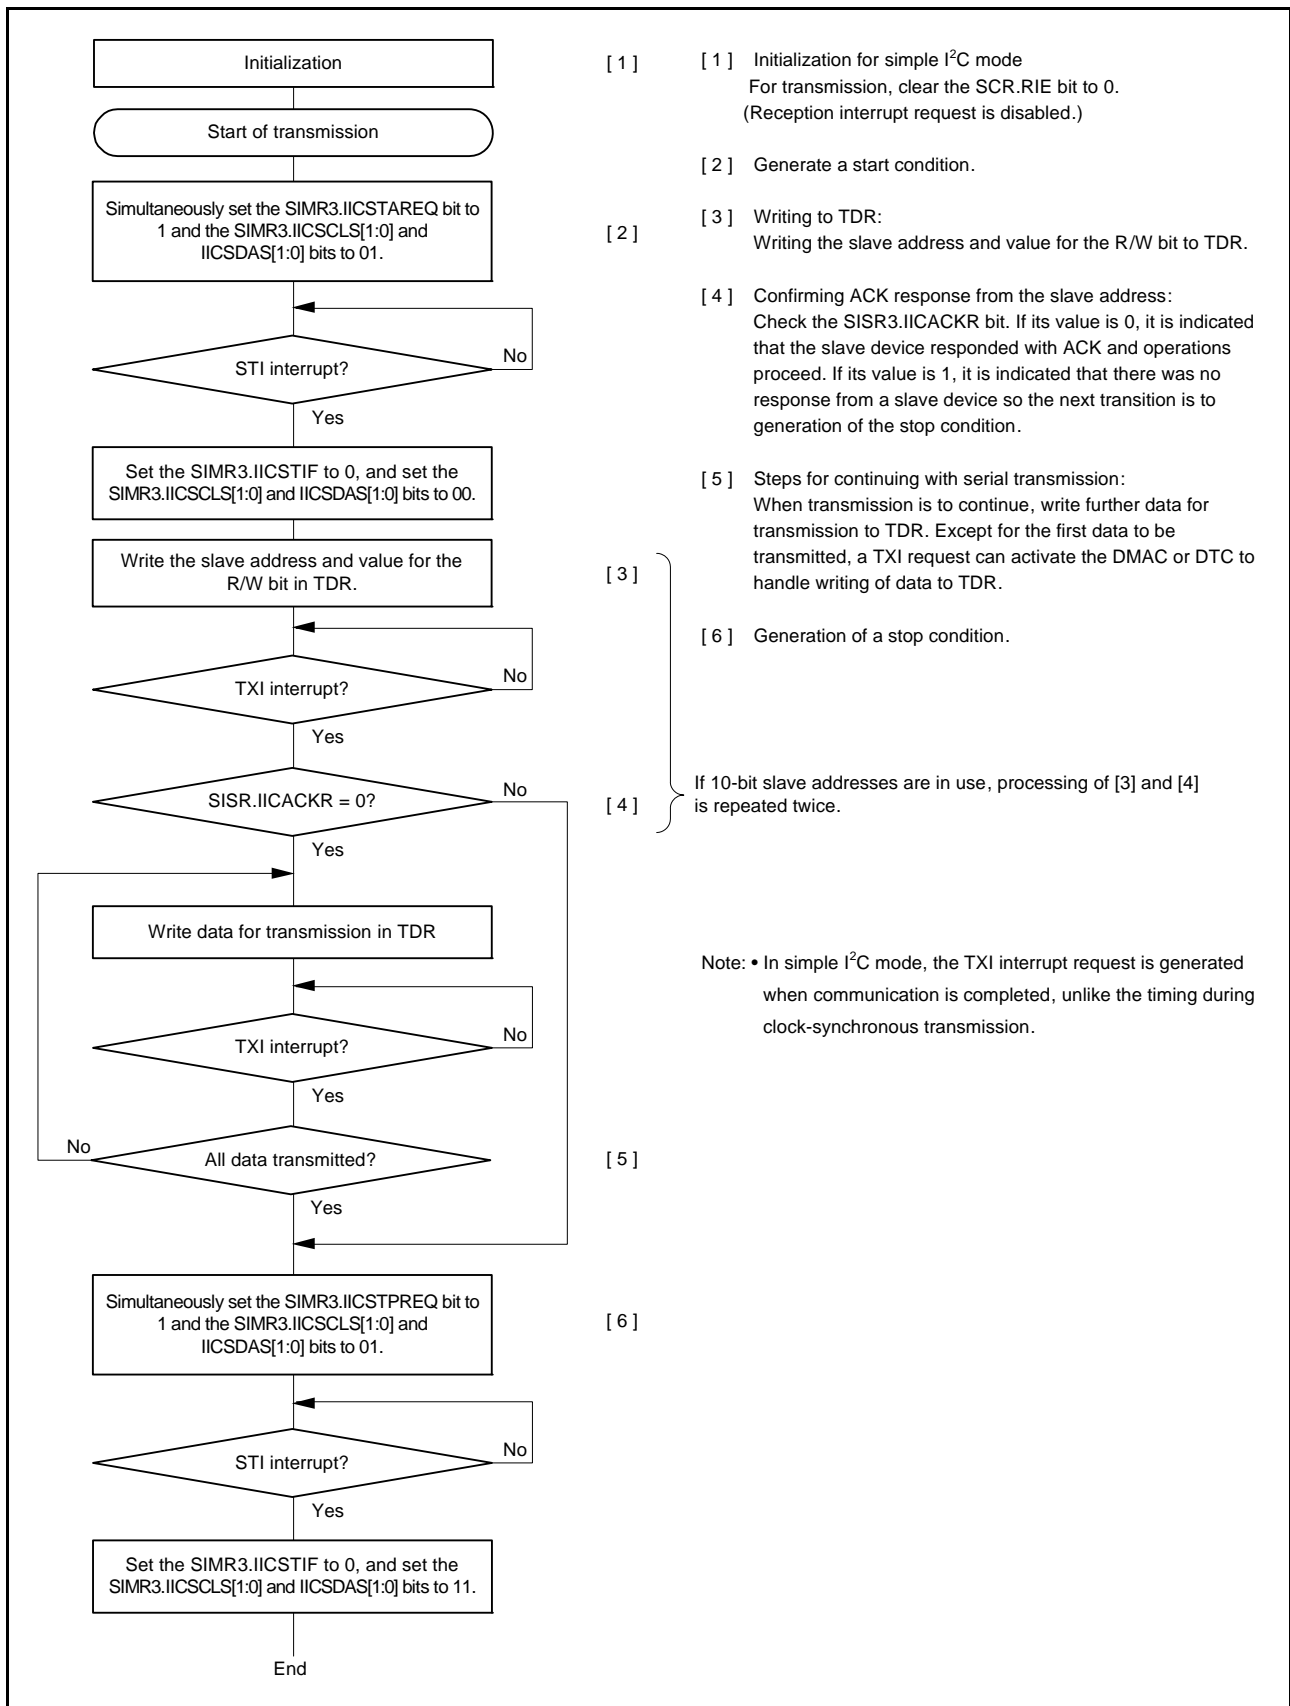 Initialization
[ 1 ]
Start of transmission
Simultaneously set the SIMR3.IICSTAREQ bit to
1 and the SIMR3.IICSCLS[1:0] and
IICSDAS[1:0] bits to 01.
[ 2 ]
STI interrupt?
No
Yes
Set the SIMR3.IICSTIF to 0, and set the
SIMR3.IICSCLS[1:0] and IICSDAS[1:0] bits to 00.
Write the slave address and value for the
R/W bit in TDR.
[ 3 ]
TXI interrupt?
No
Yes
SISR.IICACKR = 0?
No
[ 4 ]
Yes
If 10-bit slave addresses are in use, processing of [3] and [4]
is repeated twice.
Write data for transmission in TDR
TXI interrupt?
No
Yes
All data transmitted?
No
[ 5 ]
Yes
Simultaneously set the SIMR3.IICSTPREQ bit to
1 and the SIMR3.IICSCLS[1:0] and
IICSDAS[1:0] bits to 01.
[ 6 ]
STI interrupt?
No
Yes
Set the SIMR3.IICSTIF to 0, and set the
SIMR3.IICSCLS[1:0] and IICSDAS[1:0] bits to 11.
End
[ 1 ] Initialization for simple I²C mode
For transmission, clear the SCR.RIE bit to 0.
(Reception interrupt request is disabled.)
[ 2 ] Generate a start condition.
[ 3 ] Writing to TDR:
Writing the slave address and value for the R/W bit to TDR.
[ 4 ] Confirming ACK response from the slave address:
Check the SISR3.IICACKR bit. If its value is 0, it is indicated
that the slave device responded with ACK and operations
proceed. If its value is 1, it is indicated that there was no
response from a slave device so the next transition is to
generation of the stop condition.
[ 5 ] Steps for continuing with serial transmission:
When transmission is to continue, write further data for
transmission to TDR. Except for the first data to be
transmitted, a TXI request can activate the DMAC or DTC to
handle writing of data to TDR.
[ 6 ] Generation of a stop condition.
Note: • In simple I²C mode, the TXI interrupt request is generated
when communication is completed, unlike the timing during
clock-synchronous transmission.